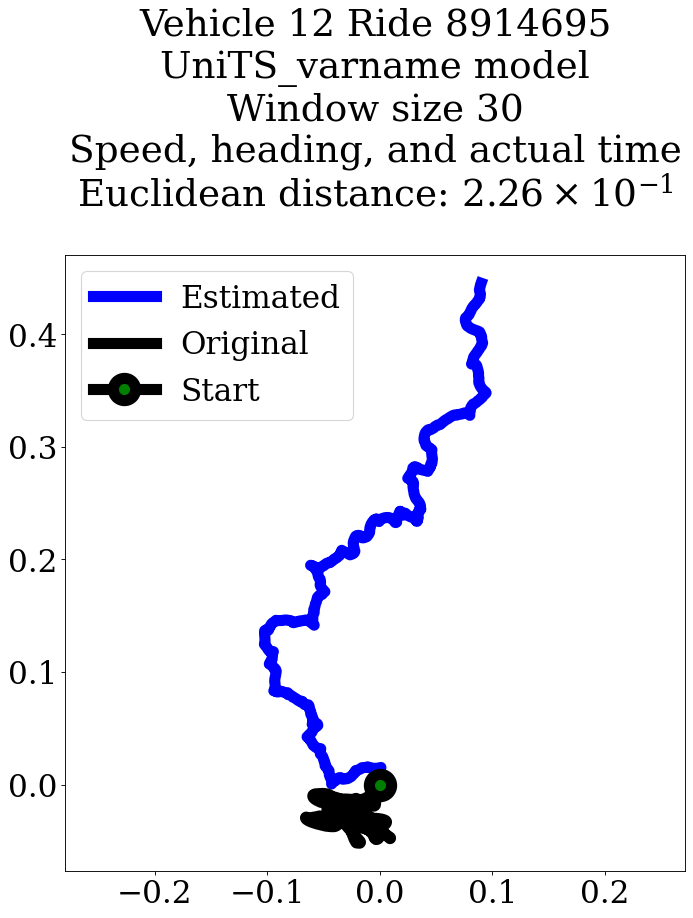 Vehicle 12 Ride 8914695
UniTS_varname model
Window size 30
Speed, heading, and actual time
Euclidean distance: 2.26 × 10⁻¹
Estimated
Original
Start
0.4
0.3
0.2
0.1
0.0
−0.2 −0.1 0.0 0.1 0.2